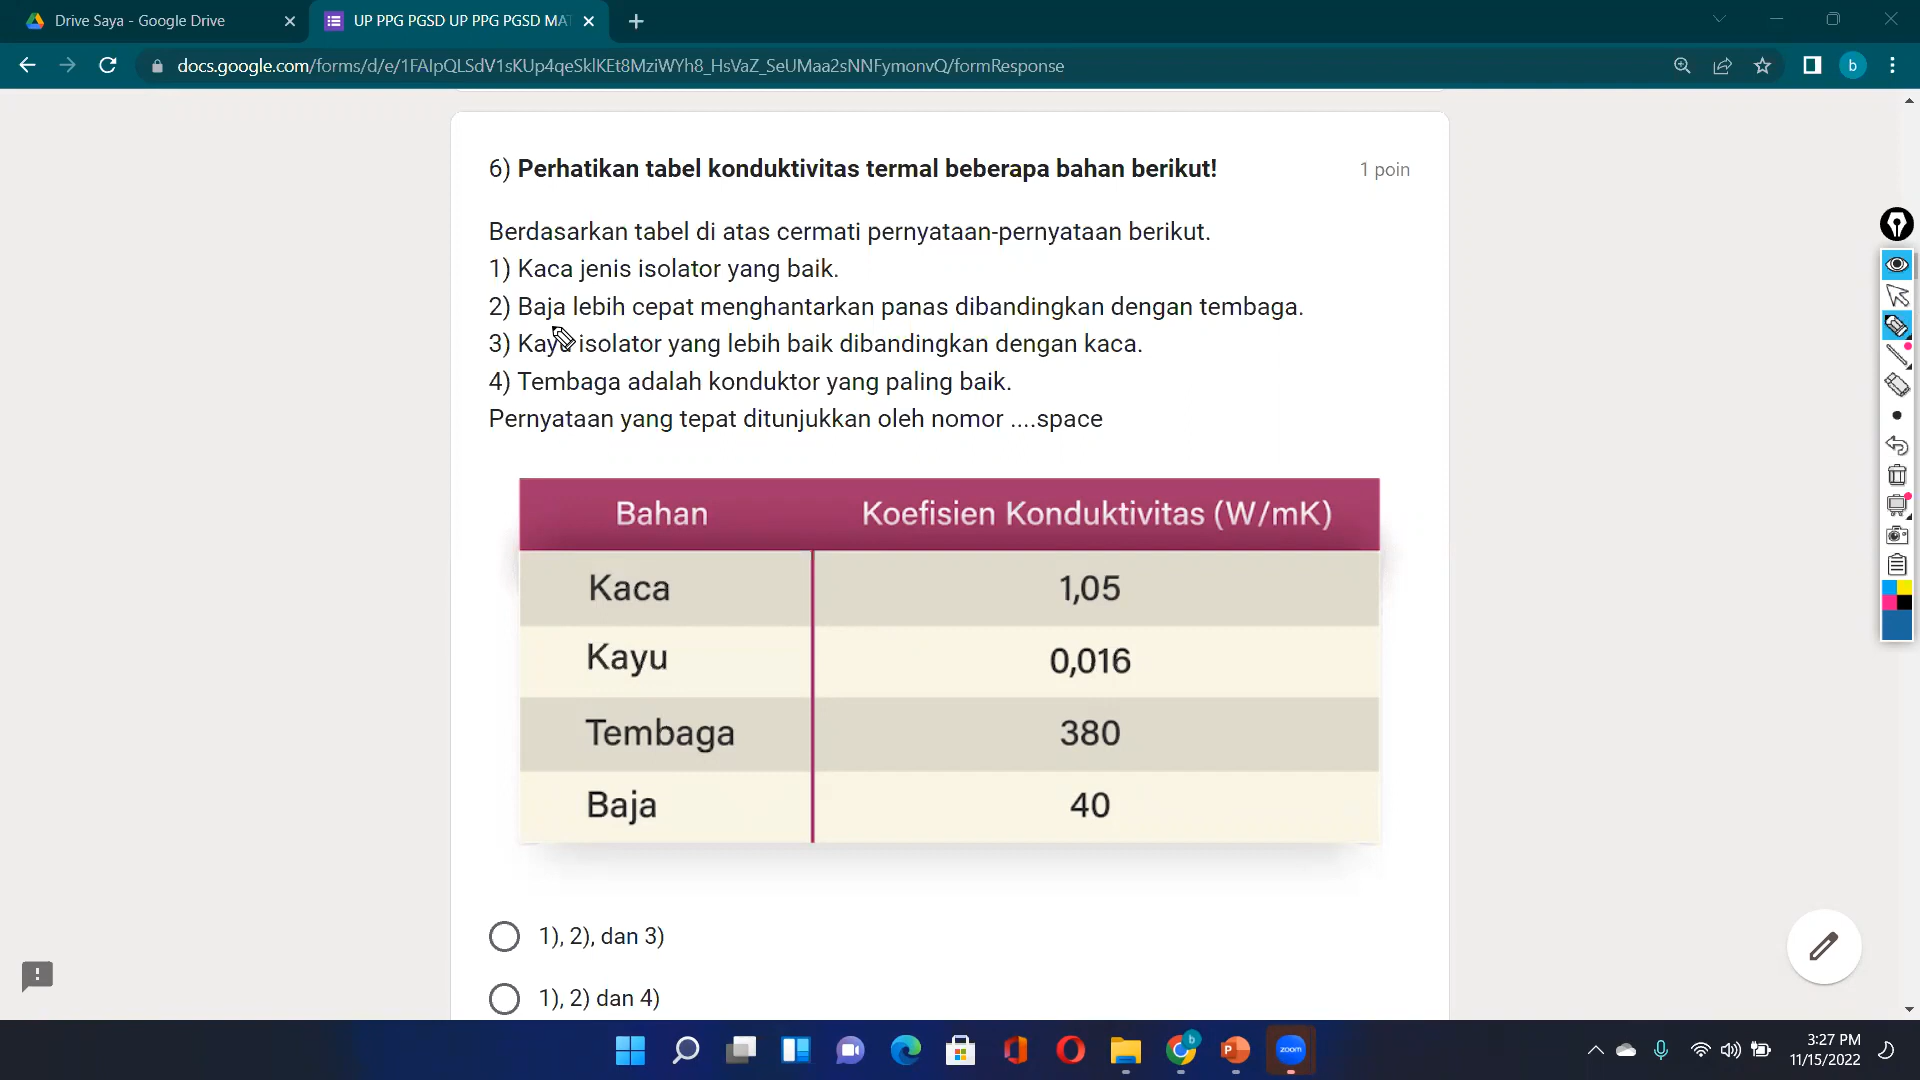 Drive Saya - Google Drive
UP PPG PGSD UP PPG PGSD MAT
docs.google.com/forms/d/e/1FAIpQLSdV1sKUp4qeSklKEt8MziWYh8_HsVaZ_SeUMaa2sNNFymonvQ/formResponse
b
6) Perhatikan tabel konduktivitas termal beberapa bahan berikut!
1 poin
Berdasarkan tabel di atas cermati pernyataan-pernyataan berikut.
1) Kaca jenis isolator yang baik.
2) Baja lebih cepat menghantarkan panas dibandingkan dengan tembaga.
3) Kayu isolator yang lebih baik dibandingkan dengan kaca.
4) Tembaga adalah konduktor yang paling baik.
Pernyataan yang tepat ditunjukkan oleh nomor ....space
Bahan Koefisien Konduktivitas (W/mK)
Kaca 1,05
Kayu 0,016
Tembaga 380
Baja 40
1), 2), dan 3)
1), 2) dan 4)
b
zoom
3:27 PM
11/15/2022